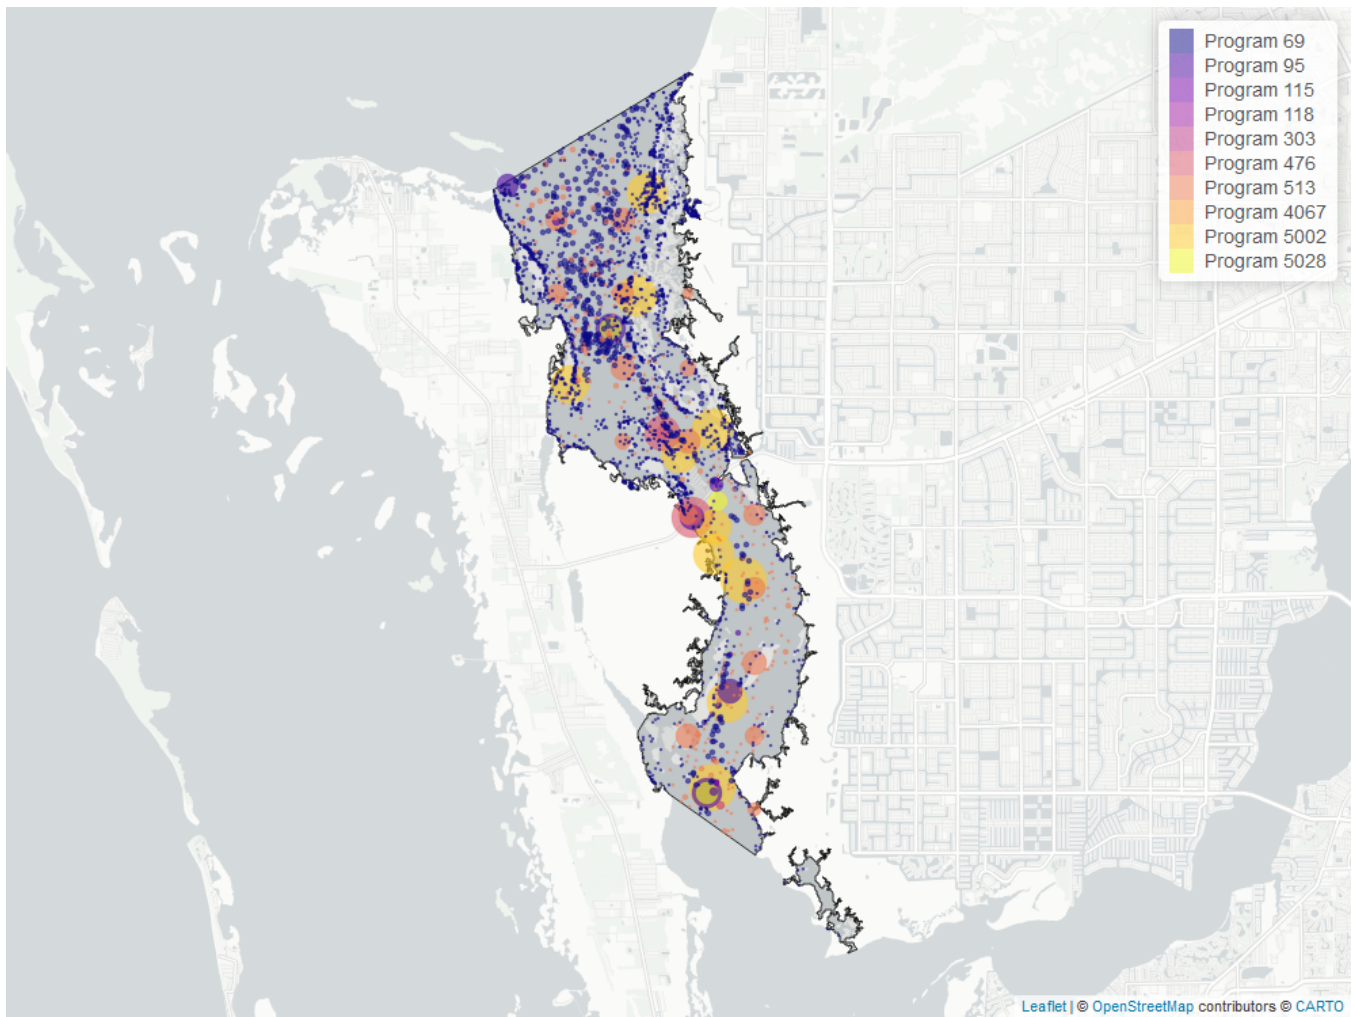 Program 69
Program 95
Program 115
Program 118
Program 303
Program 476
Program 513
Program 4067
Program 5002
Program 5028
Leaflet | © OpenStreetMap contributors © CARTO